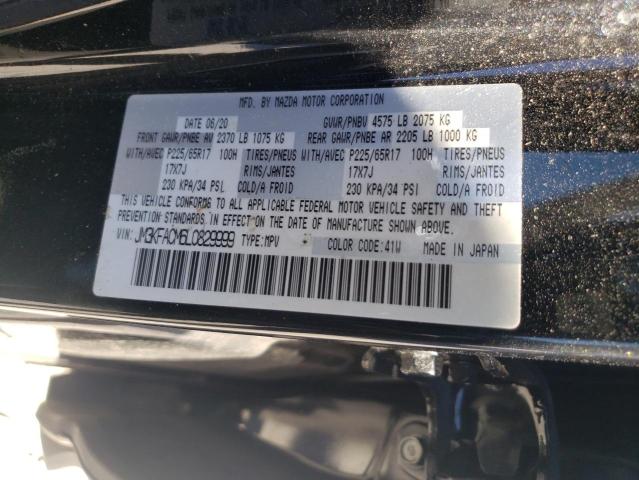 MFD. BY MAZDA MOTOR CORPORATION
DATE 06/20 GVWR/PNBV 4575 LB 2075 KG
FRONT GAWR/PNBE AV 2370 LB 1075 KG REAR GAWR/PNBE AR 2205 LB 1000 KG
WITH/AVEC P225/65R17 100H TIRES/PNEUS WITH/AVEC P225/65R17 100H TIRES/PNEUS
17X7J RIMS/JANTES 17X7J RIMS/JANTES
230 KPA/34 PSI COLD/A FROID 230 KPA/34 PSI COLD/A FROID
THIS VEHICLE CONFORMS TO ALL APPLICABLE FEDERAL MOTOR VEHICLE SAFETY AND THEFT
PREVENTION STANDARDS IN EFFECT ON THE DATE OF MANUFACTURE SHOWN ABOVE.
VIN: JM3KFACM6L0829999 TYPE:MPV COLOR CODE:41W MADE IN JAPAN